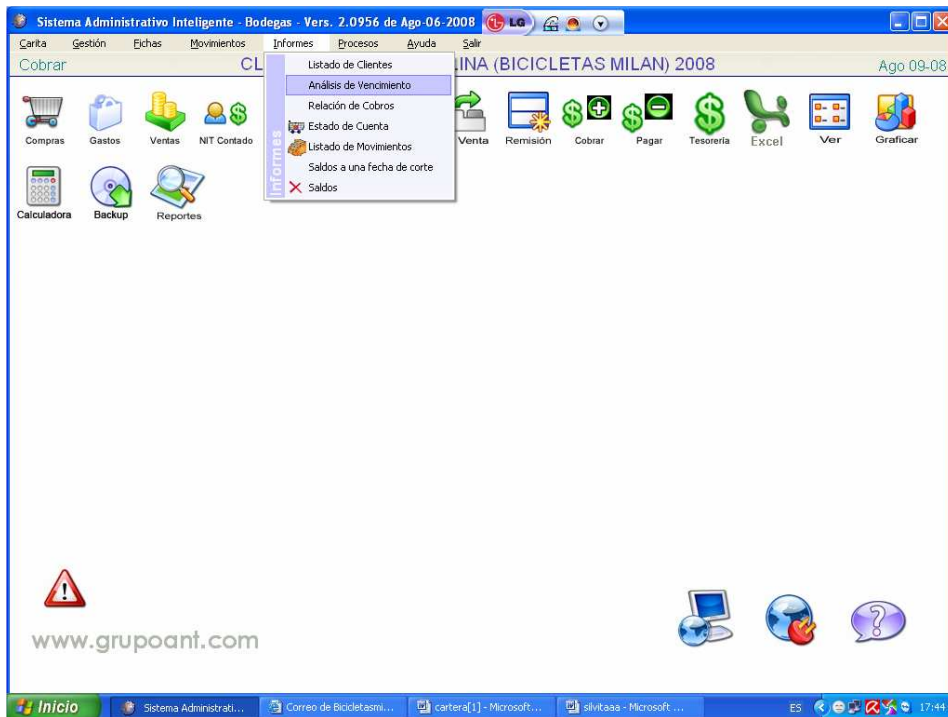 Sistema Administrativo Inteligente - Bodegas - Vers. 2.0956 de Ago-06-2008
LG
Carita Gestión Fichas Movimientos Informes Procesos Ayuda Salir
Cobrar CL INA (BICICLETAS MILAN) 2008 Ago 09-08
Informes
Listado de Clientes
Análisis de Vencimiento
Relación de Cobros
Estado de Cuenta
Listado de Movimientos
Saldos a una fecha de corte
Saldos
Compras Gastos Ventas NIT Contado Venta Remisión Cobrar Pagar Tesorería Excel Ver Graficar
Calculadora Backup Reportes
www.grupoant.com
Inicio Sistema Administrati... Correo de Bicicletasmi... cartera[1] - Microsoft... silvitaaa - Microsoft ... ES 17:44